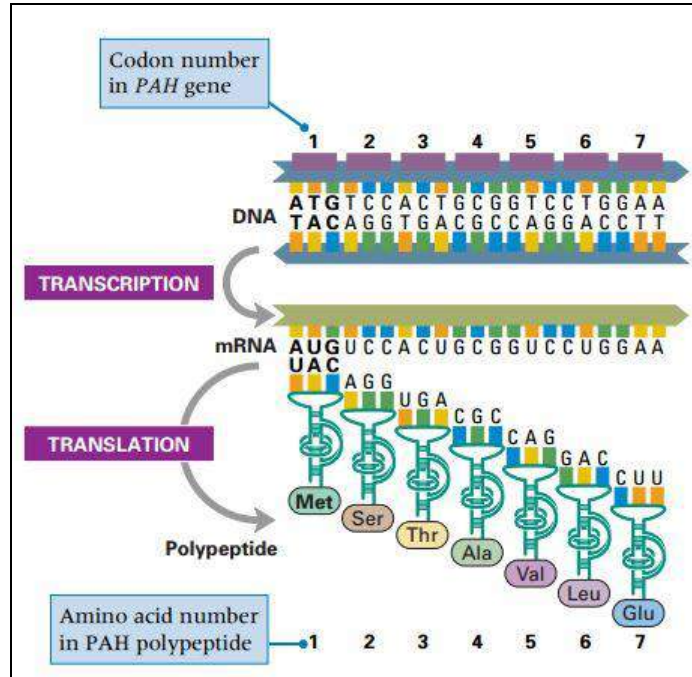 Codon number
in PAH gene
1 2 3 4 5 6 7
DNA
ATGTCCACTGCGGTCCTGGAA
TACAGGTGACGCCAGGACCTT
TRANSCRIPTION
mRNA
AUGUCCACUGCGGUCCUGGAA
UAC
AGG
UGA
CGC
CAG
GAC
CUU
TRANSLATION
Met
Ser
Thr
Ala
Val
Leu
Glu
Polypeptide
Amino acid number
in PAH polypeptide
1 2 3 4 5 6 7